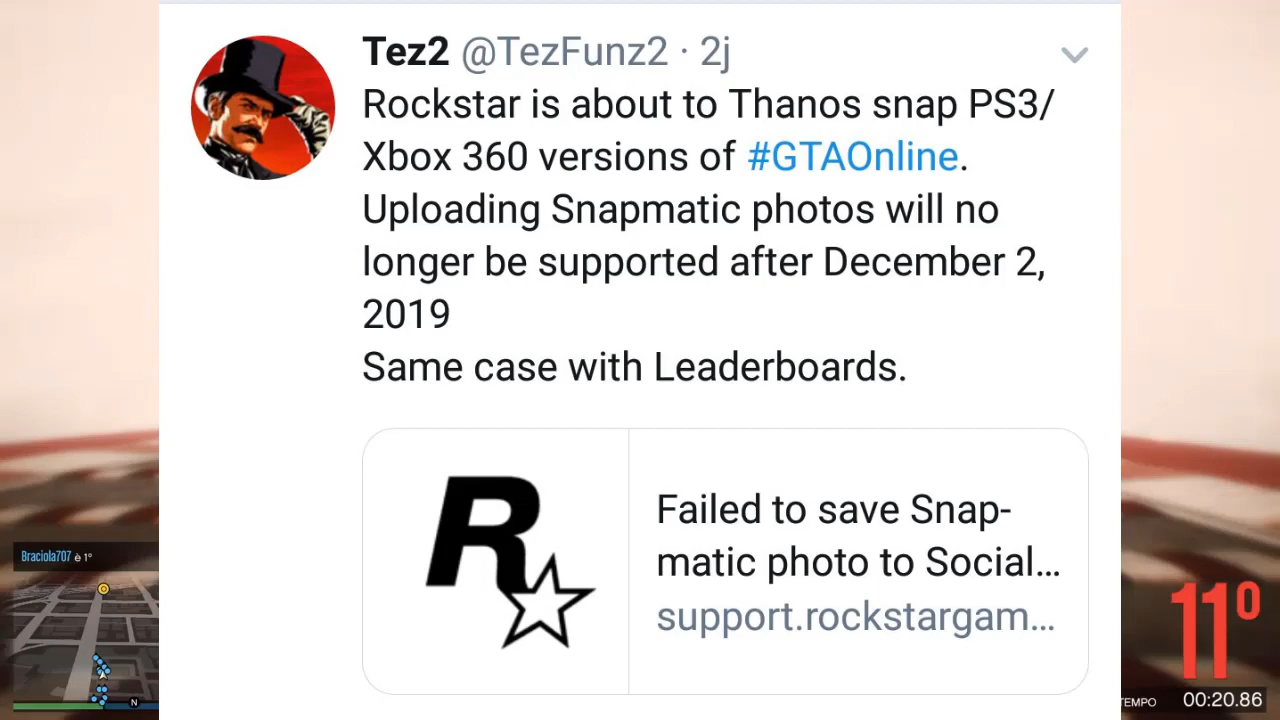 Tez2 @TezFunz2 · 2j
Rockstar is about to Thanos snap PS3/
Xbox 360 versions of #GTAOnline.
Uploading Snapmatic photos will no
longer be supported after December 2,
2019
Same case with Leaderboards.
R
Failed to save Snap-
matic photo to Social...
support.rockstargam...
Braciola707 è 1°
N
11º
TEMPO 00:20.86